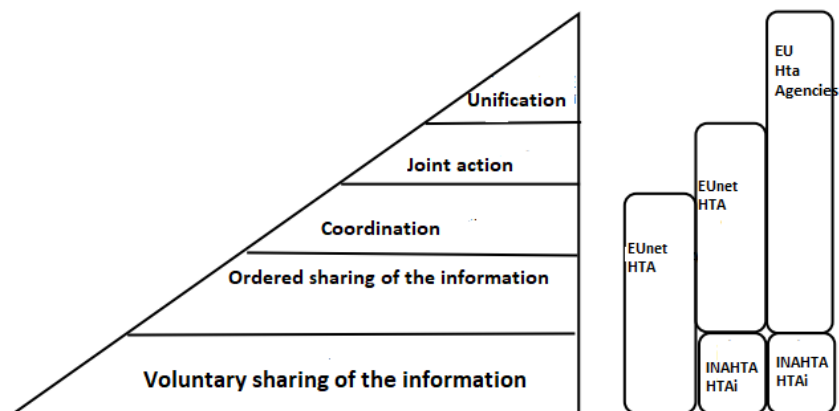 Unification
Joint action
Coordination
Ordered sharing of the information
Voluntary sharing of the information
EUnet
HTA
EUnet
HTA
INAHTA
HTAi
EU
Hta
Agencies
INAHTA
HTAi